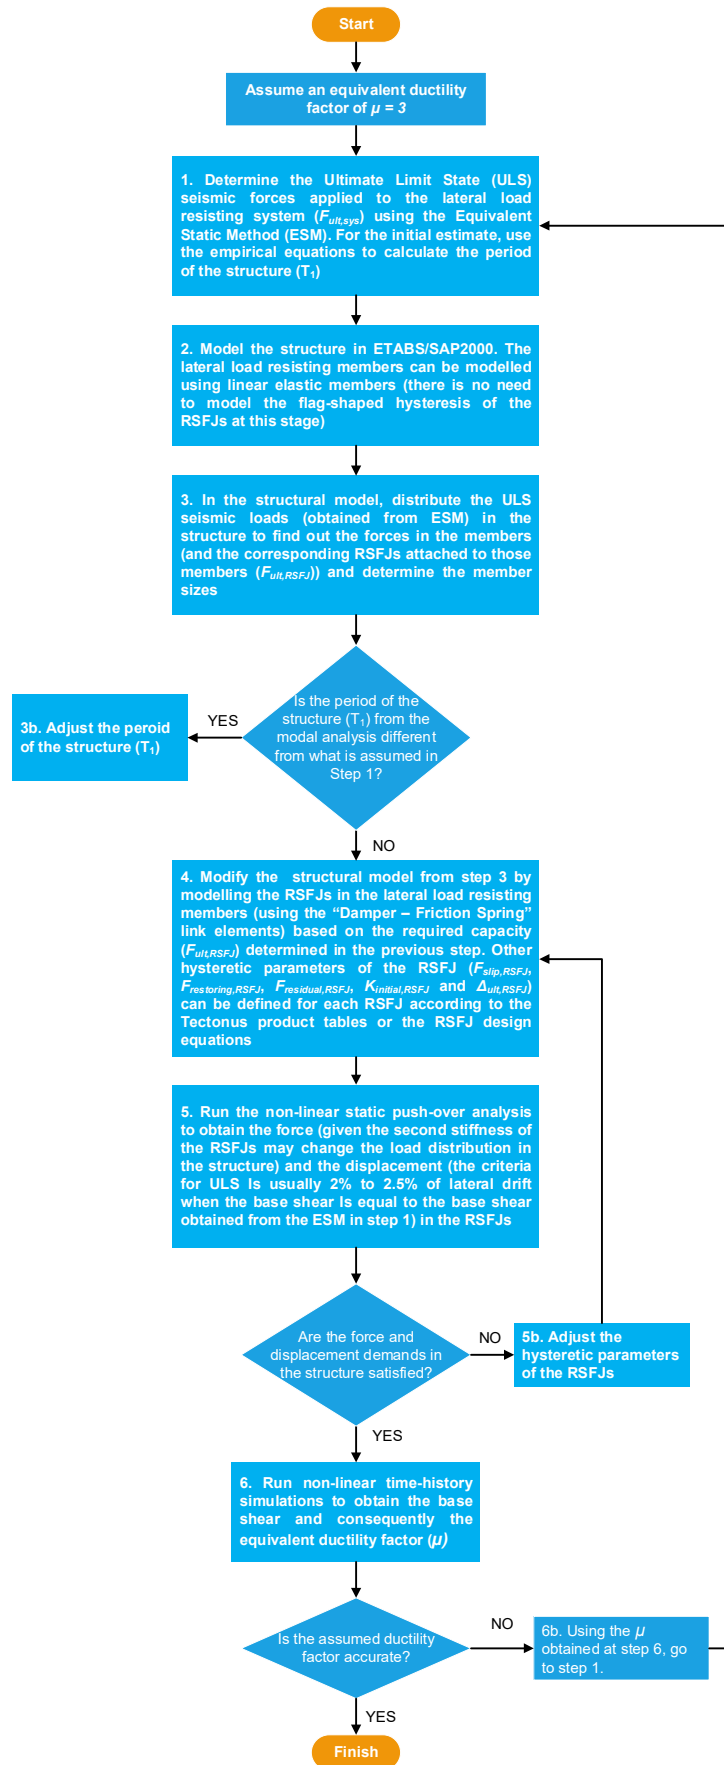 Start
Assume an equivalent ductility
factor of μ = 3
1. Determine the Ultimate Limit State (ULS)
seismic forces applied to the lateral load
resisting system (Fult,sys) using the Equivalent
Static Method (ESM). For the initial estimate, use
the empirical equations to calculate the period
of the structure (T1)
2. Model the structure in ETABS/SAP2000. The
lateral load resisting members can be modelled
using linear elastic members (there is no need
to model the flag-shaped hysteresis of the
RSFJs at this stage)
3. In the structural model, distribute the ULS
seismic loads (obtained from ESM) in the
structure to find out the forces in the members
(and the corresponding RSFJs attached to those
members (Fult,RSFJ)) and determine the member
sizes
Is the period of the
structure (T1) from the
modal analysis different
from what is assumed in
Step 1?
YES
3b. Adjust the peroid
of the structure (T1)
NO
4. Modify the structural model from step 3 by
modelling the RSFJs in the lateral load resisting
members (using the “Damper – Friction Spring”
link elements) based on the required capacity
(Fult,RSFJ) determined in the previous step. Other
hysteretic parameters of the RSFJ (Fslip,RSFJ,
Frestoring,RSFJ, Fresidual,RSFJ, Kinitial,RSFJ and Δult,RSFJ)
can be defined for each RSFJ according to the
Tectonus product tables or the RSFJ design
equations
5. Run the non-linear static push-over analysis
to obtain the force (given the second stiffness of
the RSFJs may change the load distribution in
the structure) and the displacement (the criteria
for ULS Is usually 2% to 2.5% of lateral drift
when the base shear Is equal to the base shear
obtained from the ESM in step 1) in the RSFJs
Are the force and
displacement demands in
the structure satisfied?
NO
5b. Adjust the
hysteretic parameters
of the RSFJs
YES
6. Run non-linear time-history
simulations to obtain the base
shear and consequently the
equivalent ductility factor (μ)
Is the assumed ductility
factor accurate?
NO
6b. Using the μ
obtained at step 6, go
to step 1.
YES
Finish